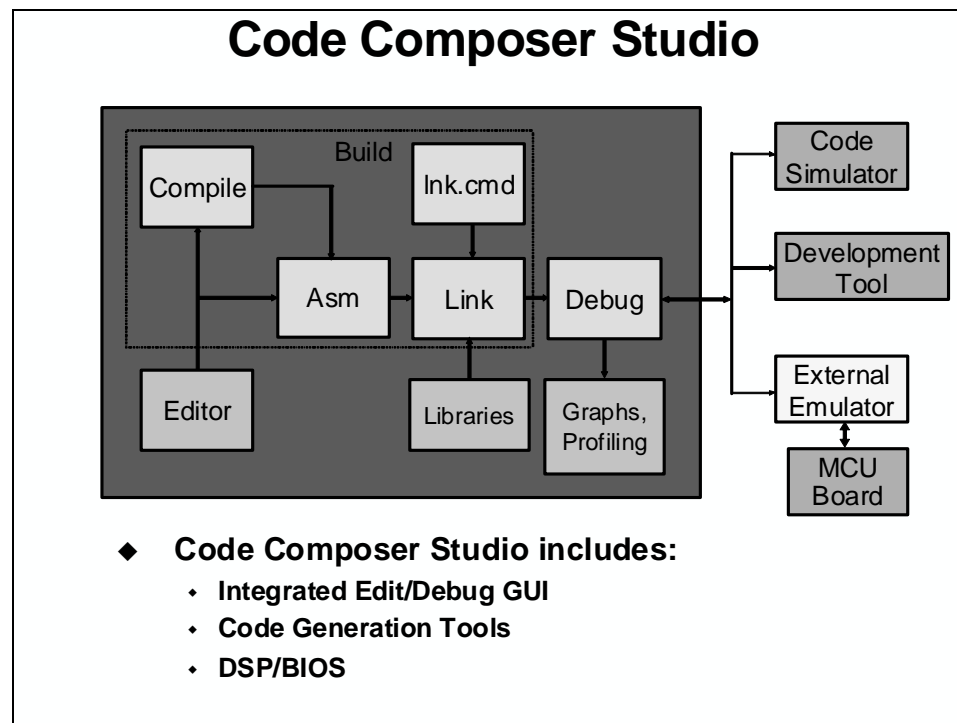 Code Composer Studio
Build
Compile
lnk.cmd
Asm
Link
Debug
Editor
Libraries
Graphs,
Profiling
Code
Simulator
Development
Tool
External
Emulator
MCU
Board
Code Composer Studio includes:
Integrated Edit/Debug GUI
Code Generation Tools
DSP/BIOS